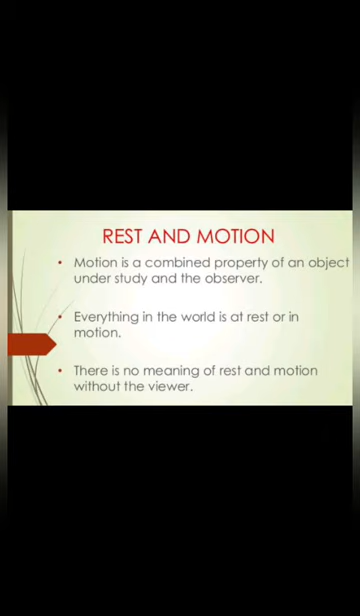 REST AND MOTION
• Motion is a combined property of an object
under study and the observer.
• Everything in the world is at rest or in
motion.
• There is no meaning of rest and motion
without the viewer.